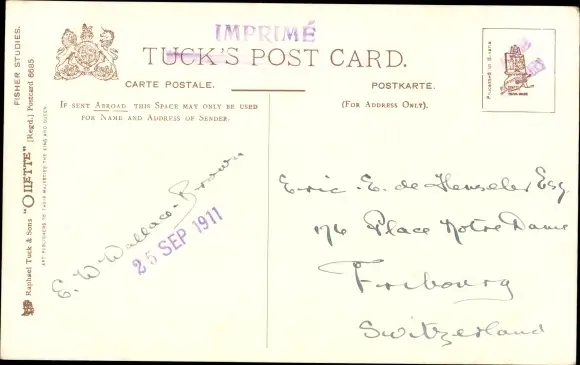 IMPRIMÉ
TUCK'S POST CARD.
CARTE POSTALE.
POSTKARTE.
IF SENT ABROAD THIS SPACE MAY ONLY BE USED
FOR NAME AND ADDRESS OF SENDER.
(FOR ADDRESS ONLY).
FISHER STUDIES.
Raphael Tuck & Sons "OILETTE" [Regd.] Postcard 6685.
ART PUBLISHERS TO THEIR MAJESTIES THE KING AND QUEEN.
E. W Wallace-Brown
25 SEP 1911
Eric. E. de Henseler Esq
176 Place Notre Dame
Fribourg
Switzerland